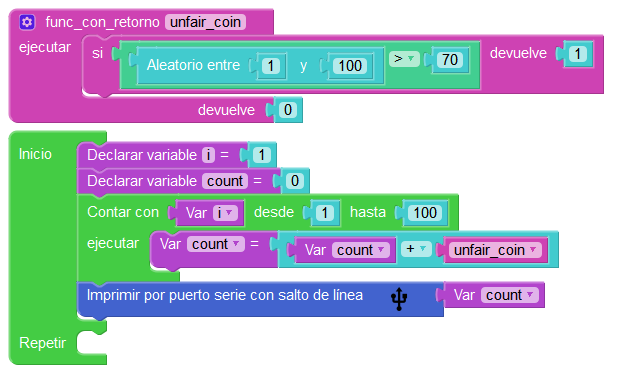 func_con_retorno unfair_coin
ejecutar si Aleatorio entre 1 y 100 > 70 devuelve 1
devuelve 0
Inicio Declarar variable i = 1
Declarar variable count = 0
Contar con Var i desde 1 hasta 100
ejecutar Var count = Var count + unfair_coin
Imprimir por puerto serie con salto de línea Var count
Repetir